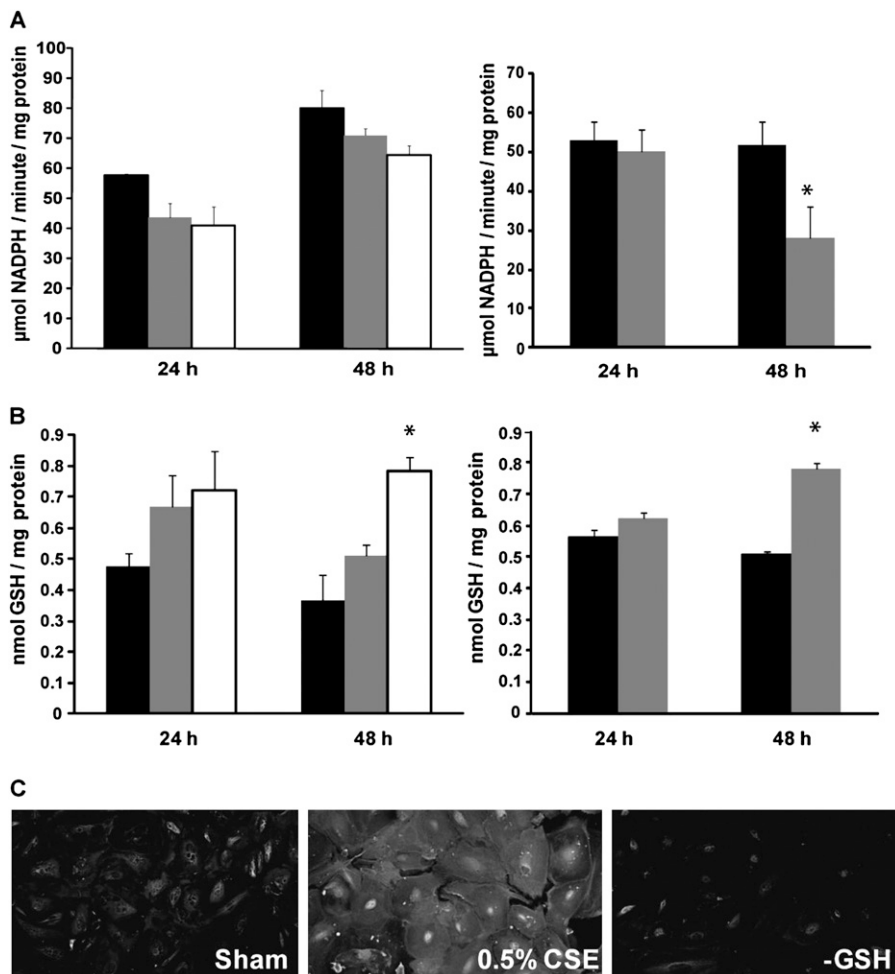 A
µmol NADPH / minute / mg protein
100
90
80
70
60
50
40
30
20
10
0
24 h
48 h
µmol NADPH / minute / mg protein
70
60
50
40
30
20
10
0
*
24 h
48 h
B
nmol GSH / mg protein
0.9
0.8
0.7
0.6
0.5
0.4
0.3
0.2
0.1
0
*
24 h
48 h
nmol GSH / mg protein
0.9
0.8
0.7
0.6
0.5
0.4
0.3
0.2
0.1
0
*
24 h
48 h
C
Sham
0.5% CSE
-GSH